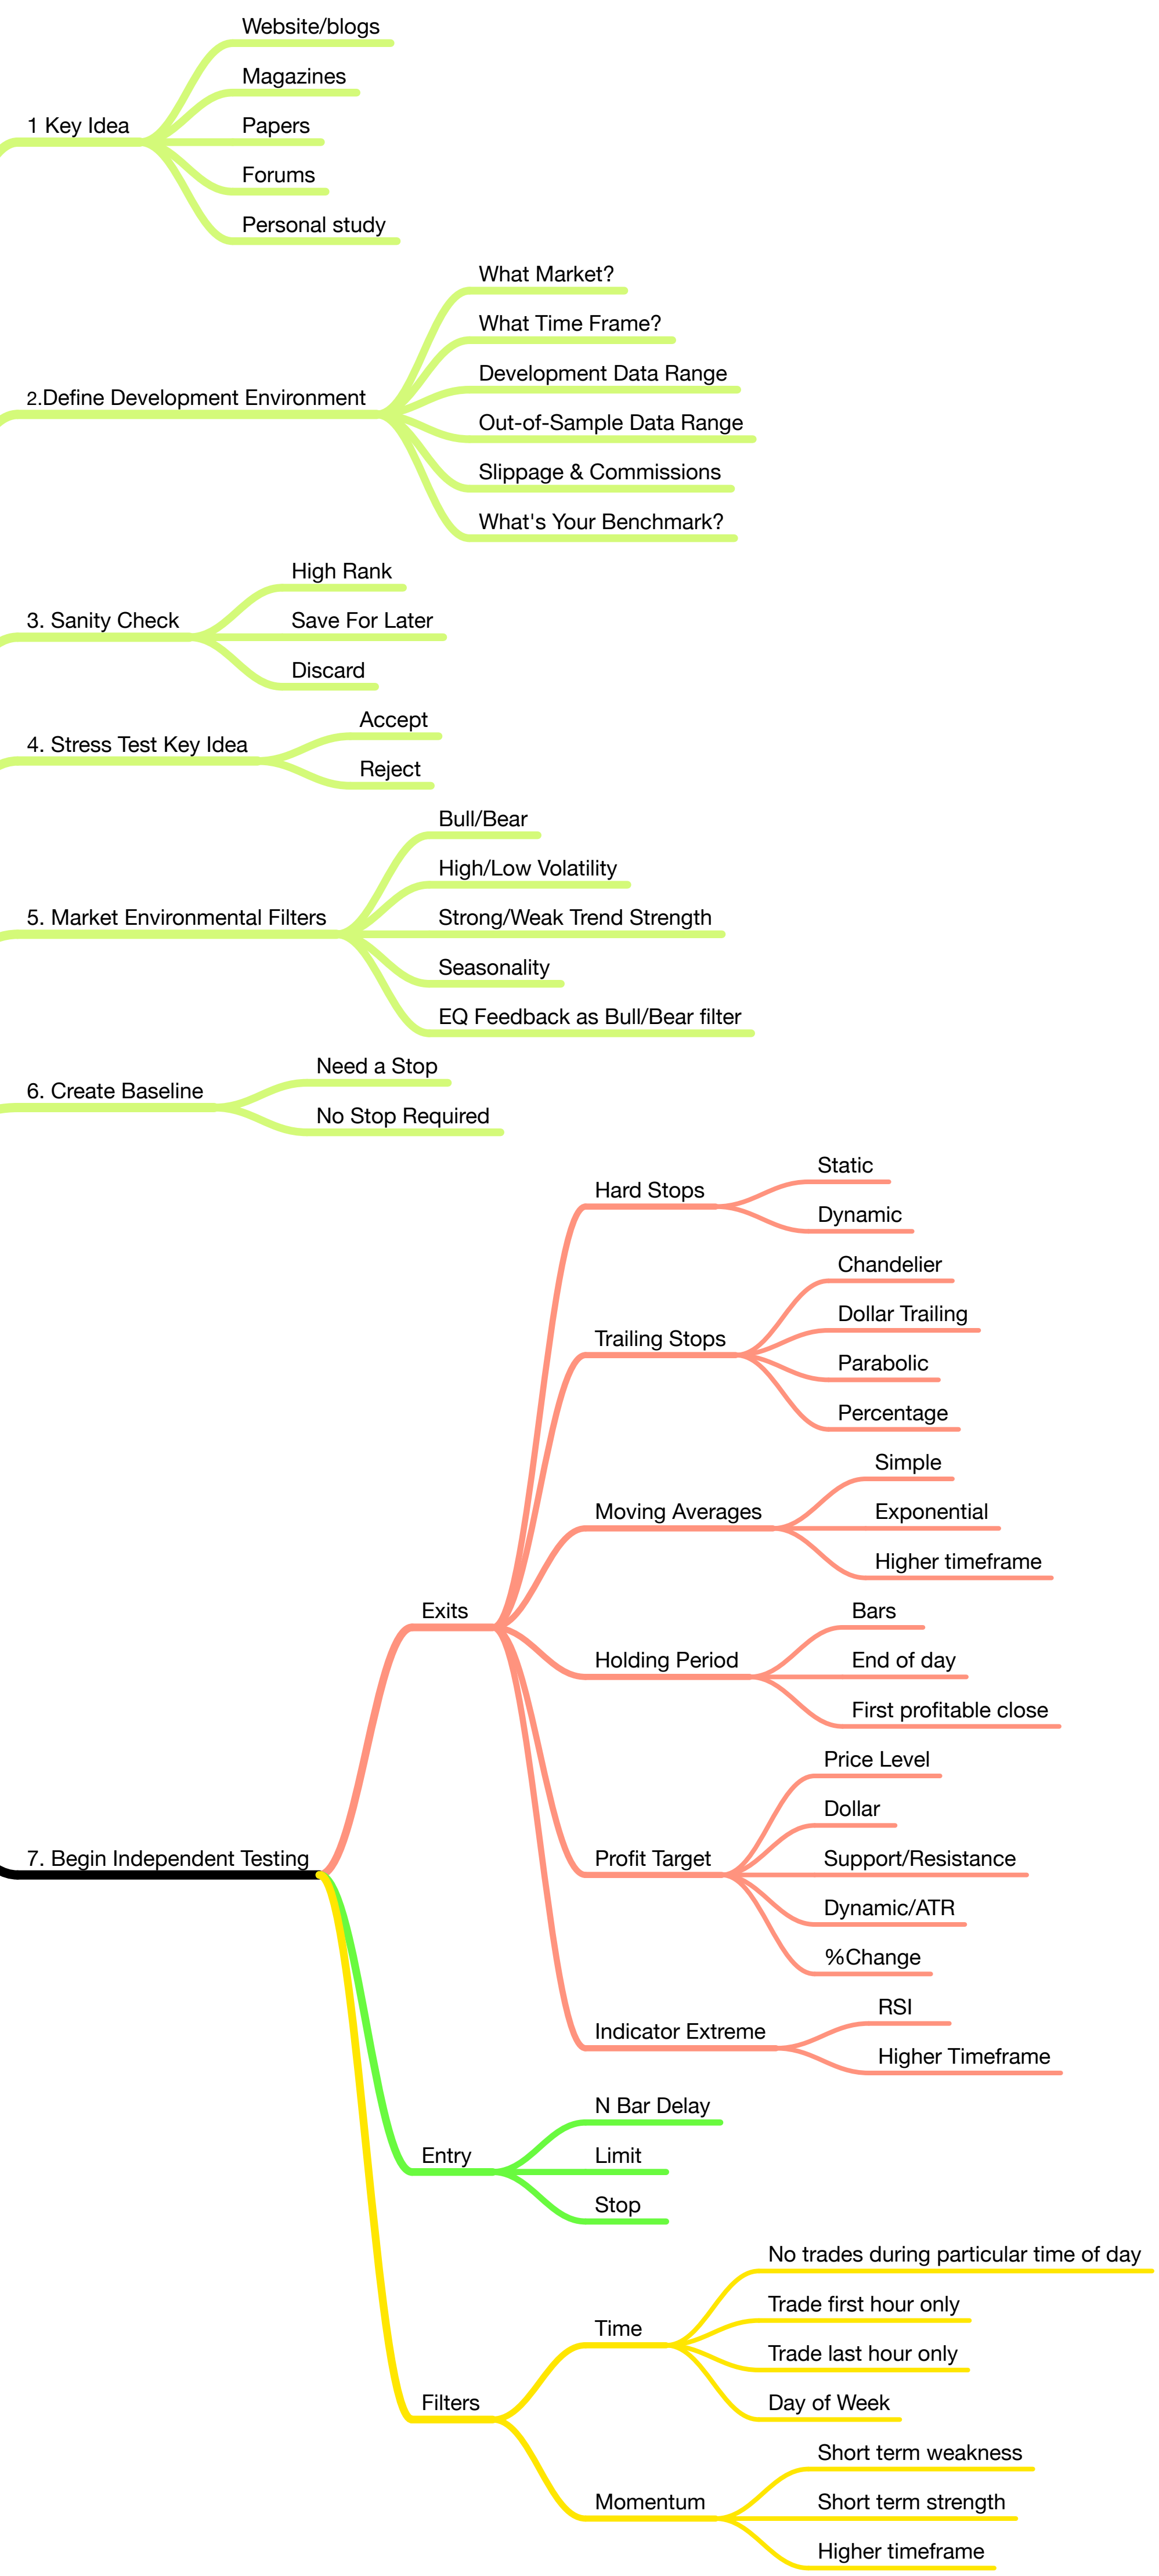 Website/blogs
Magazines
1 Key Idea
Papers
Forums
Personal study
What Market?
What Time Frame?
Development Data Range
2.Define Development Environment
Out-of-Sample Data Range
Slippage & Commissions
What's Your Benchmark?
High Rank
3. Sanity Check
Save For Later
Discard
Accept
4. Stress Test Key Idea
Reject
Bull/Bear
High/Low Volatility
5. Market Environmental Filters
Strong/Weak Trend Strength
Seasonality
EQ Feedback as Bull/Bear filter
Need a Stop
6. Create Baseline
No Stop Required
7. Begin Independent Testing
Exits
Hard Stops
Static
Dynamic
Trailing Stops
Chandelier
Dollar Trailing
Parabolic
Percentage
Moving Averages
Simple
Exponential
Higher timeframe
Holding Period
Bars
End of day
First profitable close
Profit Target
Price Level
Dollar
Support/Resistance
Dynamic/ATR
%Change
Indicator Extreme
RSI
Higher Timeframe
Entry
N Bar Delay
Limit
Stop
Filters
Time
No trades during particular time of day
Trade first hour only
Trade last hour only
Day of Week
Momentum
Short term weakness
Short term strength
Higher timeframe